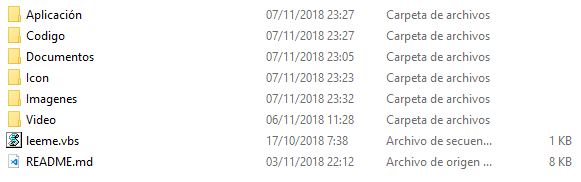 Aplicación 07/11/2018 23:27 Carpeta de archivos
Codigo 07/11/2018 23:27 Carpeta de archivos
Documentos 07/11/2018 23:05 Carpeta de archivos
Icon 07/11/2018 23:23 Carpeta de archivos
Imagenes 07/11/2018 23:32 Carpeta de archivos
Video 06/11/2018 11:28 Carpeta de archivos
leeme.vbs 17/10/2018 7:38 Archivo de secuen... 1 KB
README.md 03/11/2018 22:12 Archivo de origen ... 8 KB